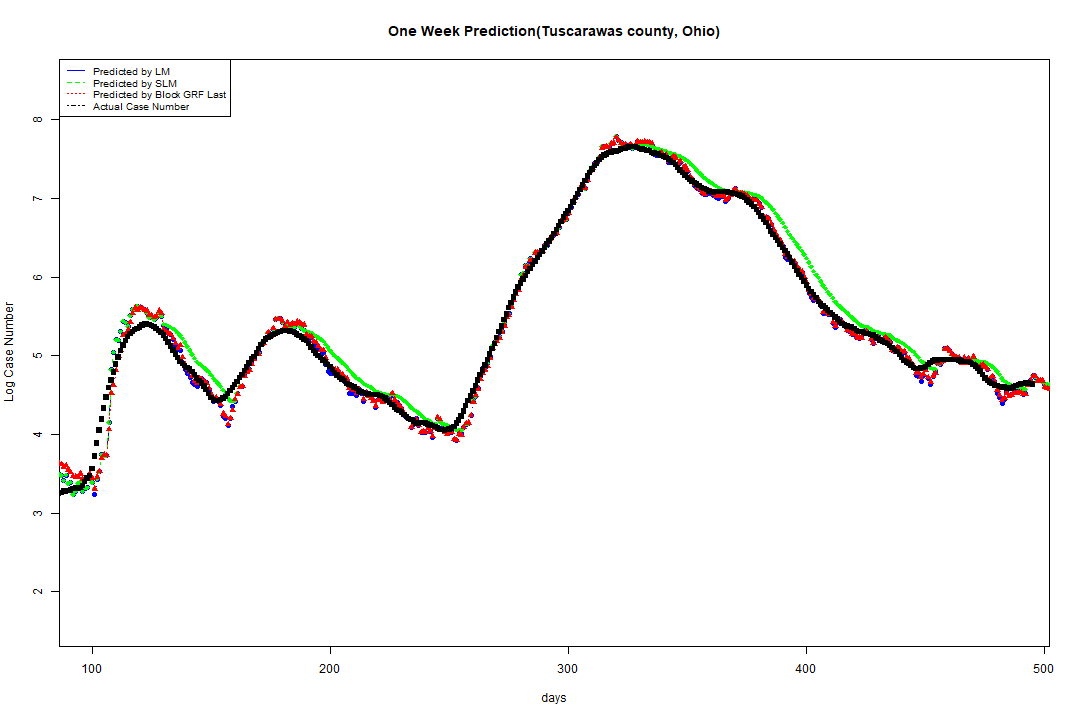 One Week Prediction(Tuscarawas county, Ohio)
Predicted by LM
Predicted by SLM
Predicted by Block GRF Last
Actual Case Number
Log Case Number
8
7
6
5
4
3
2
100 200 300 400 500
days